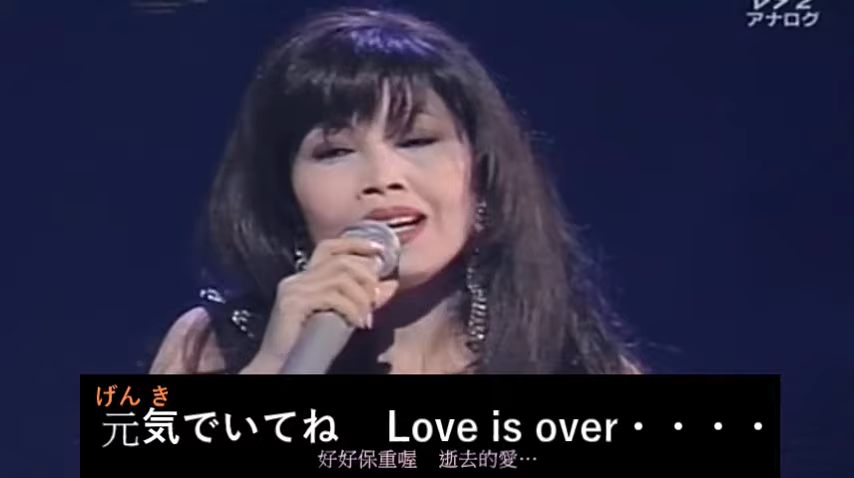 アナログ
げん き
元気でいてね Love is over・・・・
好好保重喔 逝去的愛…